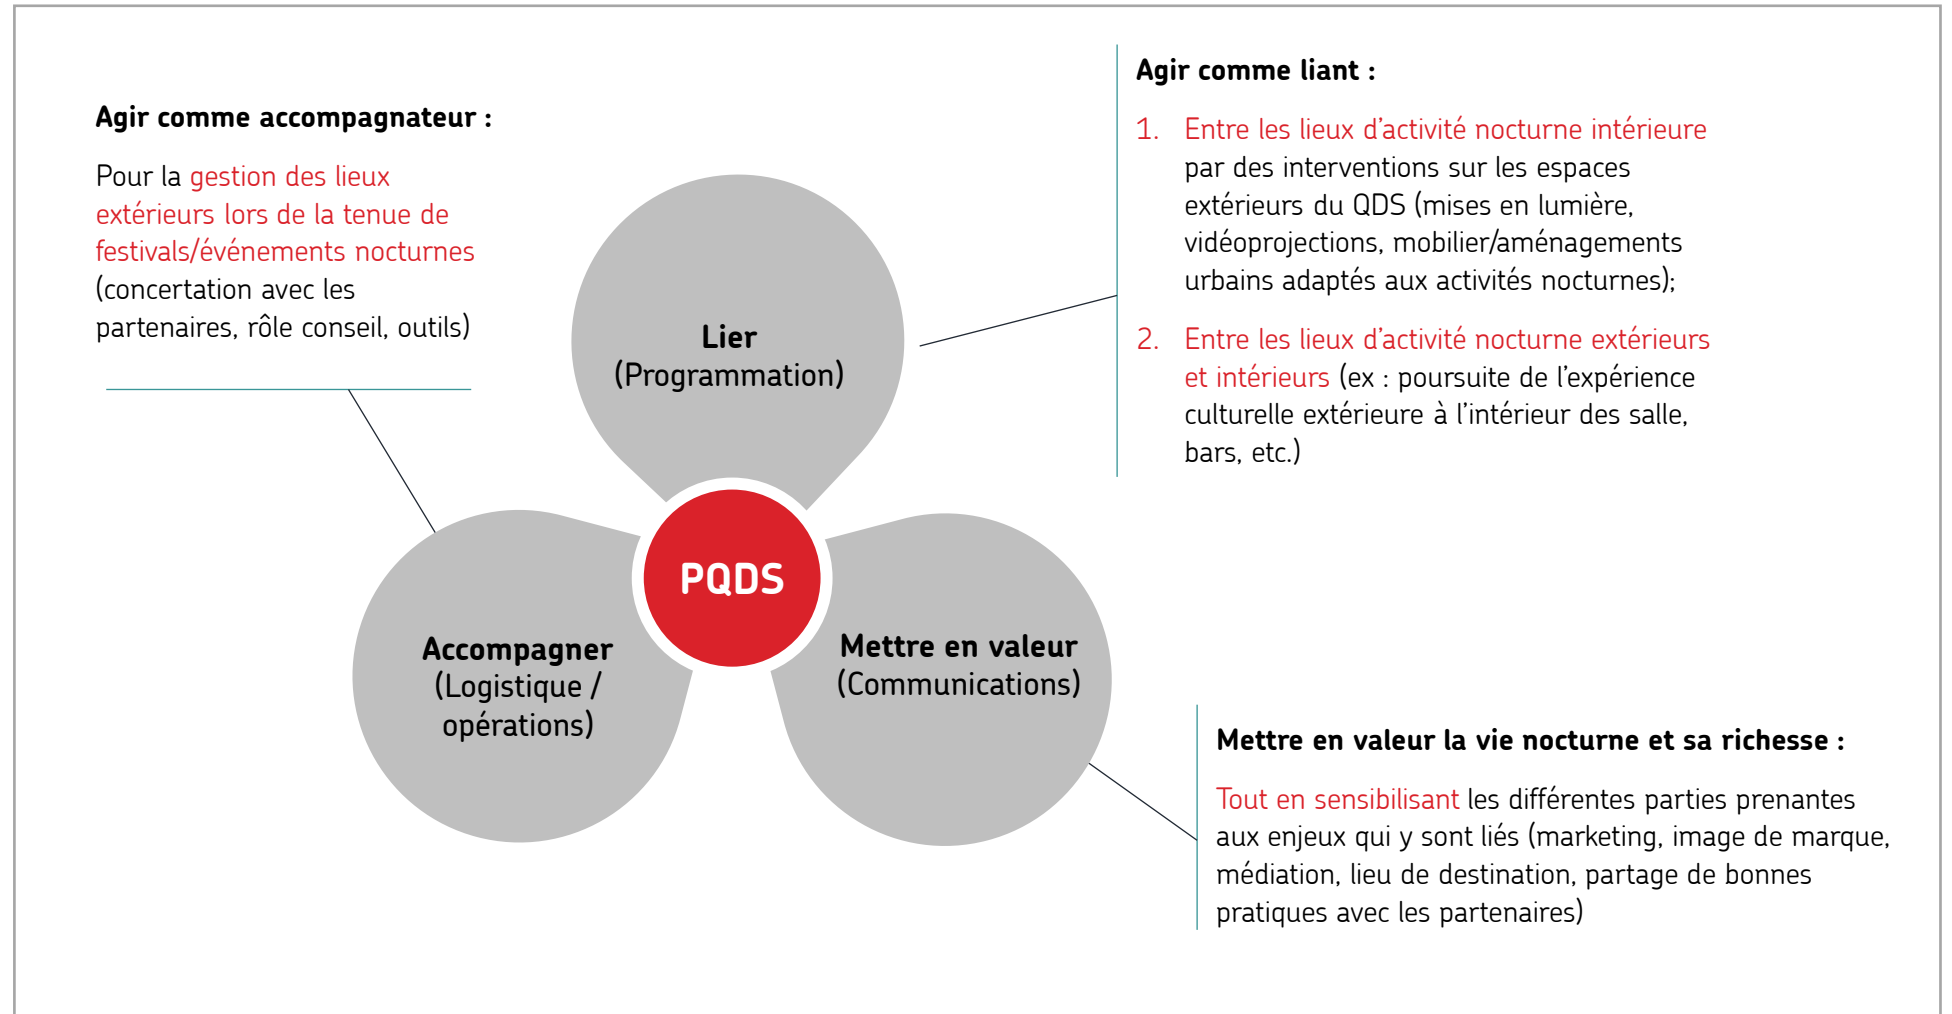 Agir comme accompagnateur :
Pour la gestion des lieux
extérieurs lors de la tenue de
festivals/événements nocturnes
(concertation avec les
partenaires, rôle conseil, outils)
Agir comme liant :
1. Entre les lieux d’activité nocturne intérieure
par des interventions sur les espaces
extérieurs du QDS (mises en lumière,
vidéoprojections, mobilier/aménagements
urbains adaptés aux activités nocturnes);
2. Entre les lieux d’activité nocturne extérieurs
et intérieurs (ex : poursuite de l’expérience
culturelle extérieure à l’intérieur des salle,
bars, etc.)
Lier
(Programmation)
PQDS
Accompagner
(Logistique /
opérations)
Mettre en valeur
(Communications)
Mettre en valeur la vie nocturne et sa richesse :
Tout en sensibilisant les différentes parties prenantes
aux enjeux qui y sont liés (marketing, image de marque,
médiation, lieu de destination, partage de bonnes
pratiques avec les partenaires)